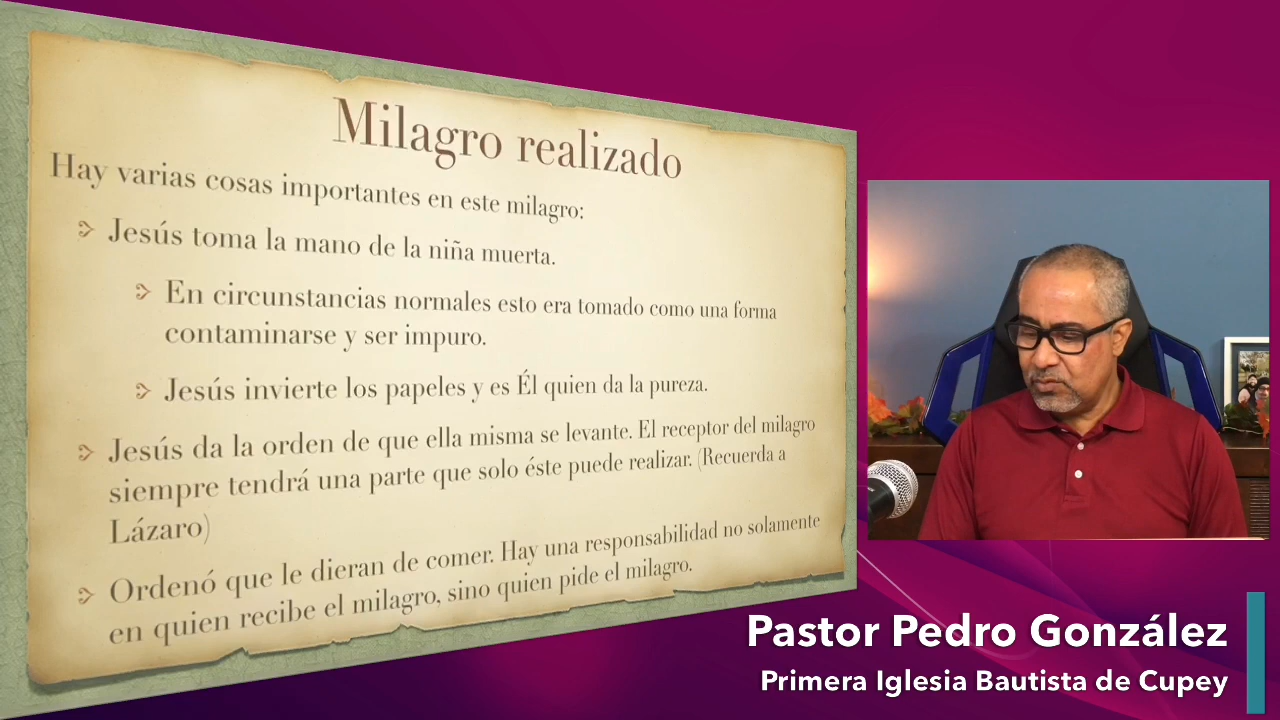 Milagro realizado
Hay varias cosas importantes en este milagro:
Jesús toma la mano de la niña muerta.
En circunstancias normales esto era tomado como una forma
contaminarse y ser impuro.
Jesús invierte los papeles y es Él quien da la pureza.
Jesús da la orden de que ella misma se levante. El receptor del milagro
siempre tendrá una parte que solo éste puede realizar. (Recuerda a
Lázaro)
Ordenó que le dieran de comer. Hay una responsabilidad no solamente
en quien recibe el milagro, sino quien pide el milagro.
Pastor Pedro González
Primera Iglesia Bautista de Cupey